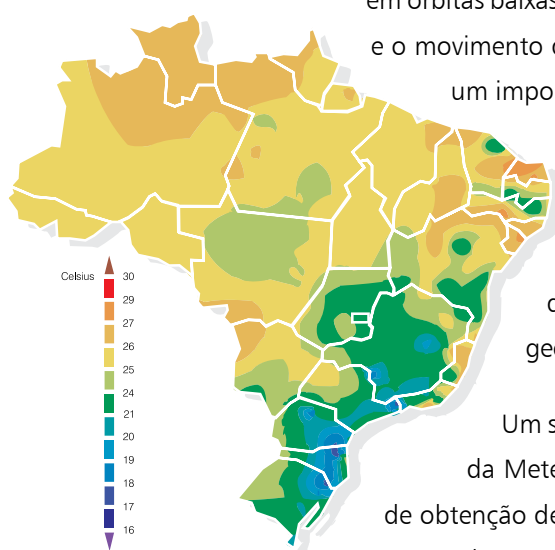 em órbitas baixas
e o movimento
um impo
Celsius
30
29
27
26
25
24
21
20
19
18
17
16
geo
Um s
da Mete
de obtenção de